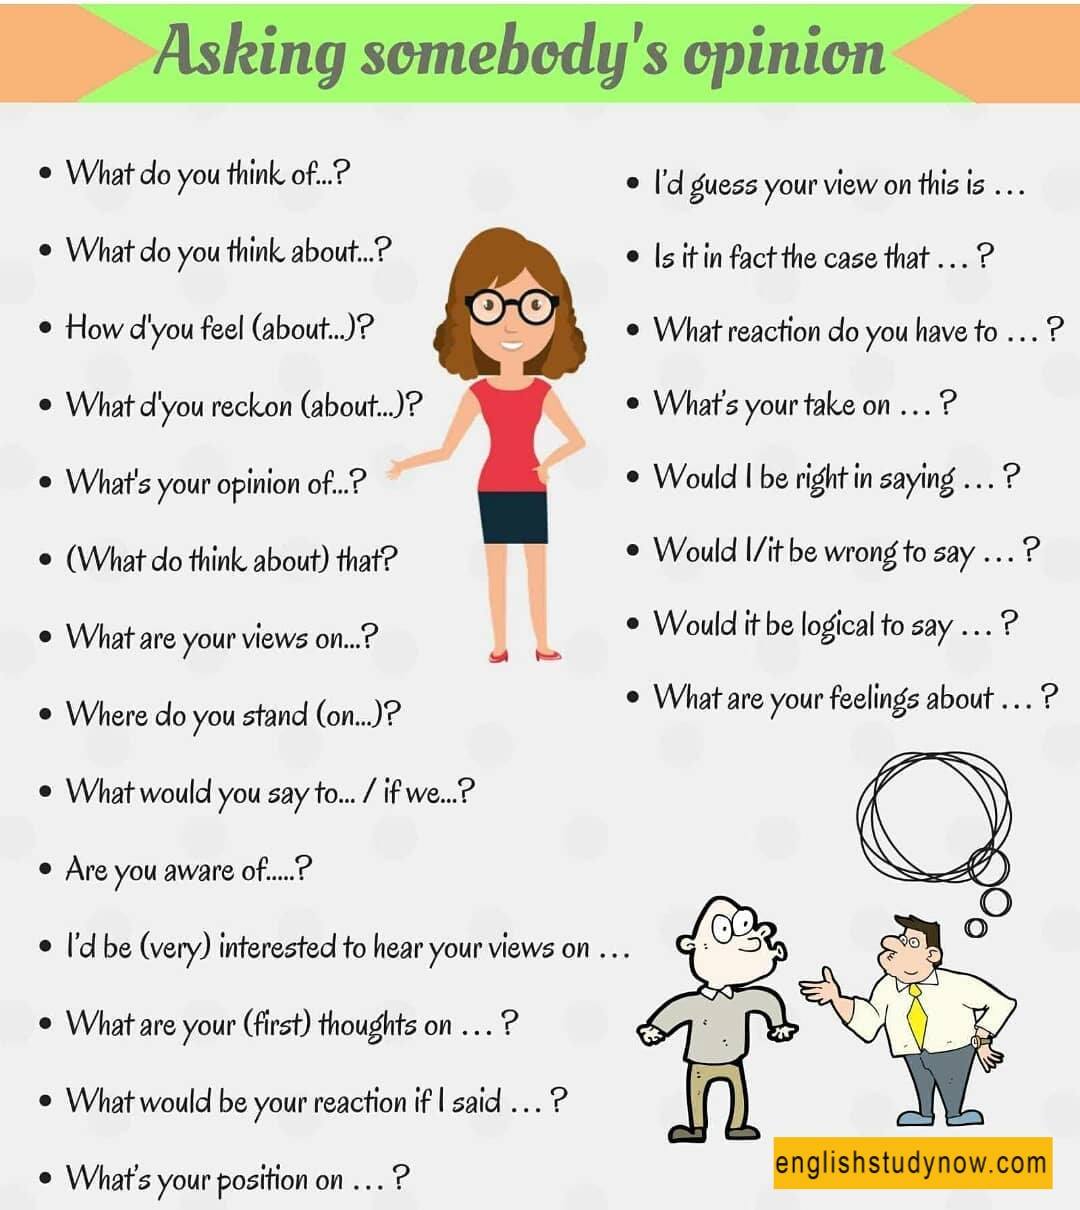 Asking somebody's opinion
• What do you think of...?
• What do you think about...?
• How d'you feel (about...)?
• What d'you reckon (about...)?
• What's your opinion of...?
• (What do think about) that?
• What are your views on...?
• Where do you stand (on...)?
• What would you say to... / if we...?
• Are you aware of.....?
• I'd be (very) interested to hear your views on ...
• What are your (first) thoughts on ... ?
• What would be your reaction if I said ... ?
• What's your position on ... ?
• I'd guess your view on this is ...
• Is it in fact the case that ... ?
• What reaction do you have to ... ?
• What's your take on ... ?
• Would I be right in saying ... ?
• Would I/it be wrong to say ... ?
• Would it be logical to say ... ?
• What are your feelings about ... ?
englishstudynow.com